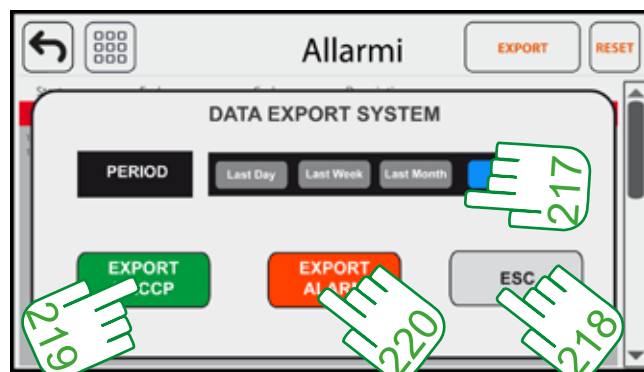 Allarmi
EXPORT
RESET
DATA EXPORT SYSTEM
PERIOD
Last Day
Last Week
Last Month
217
EXPORT
EXPORT
ESC
219
220
218